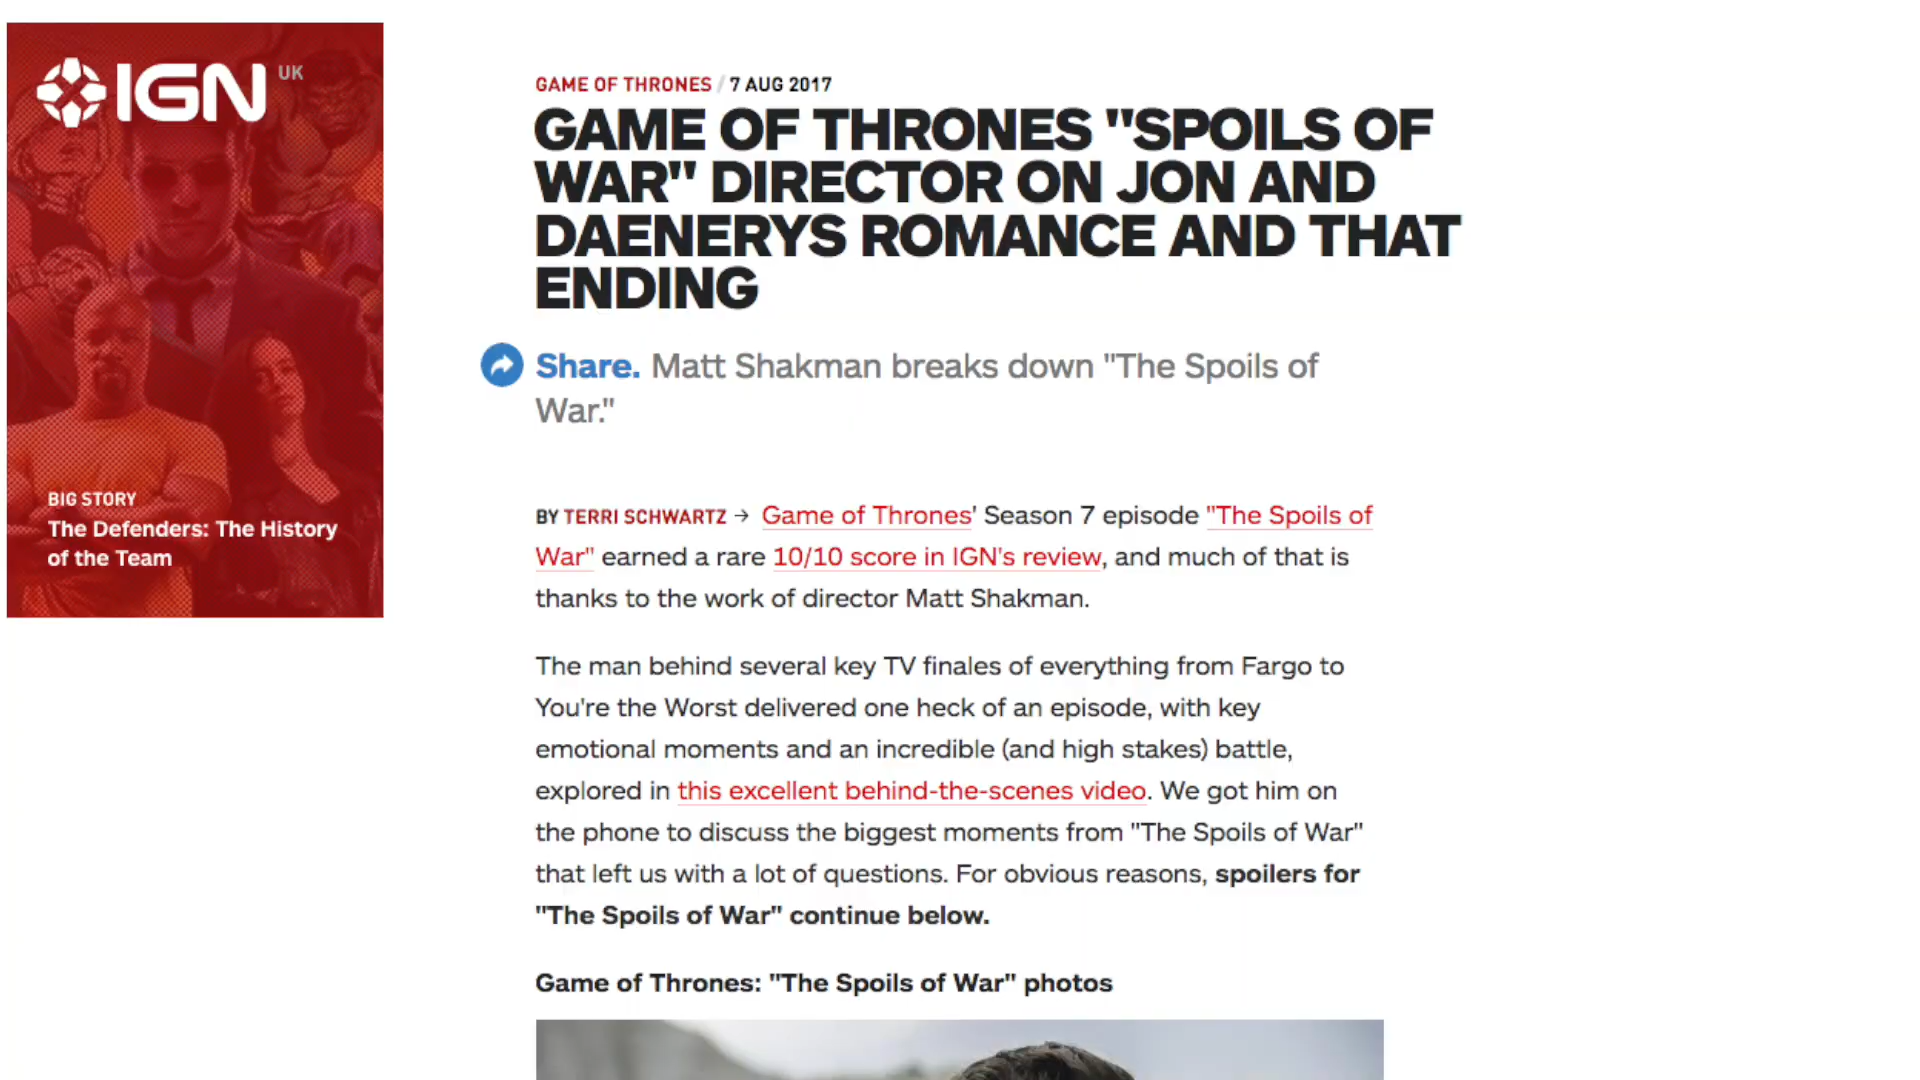 IGN UK
BIG STORY
The Defenders: The History
of the Team
GAME OF THRONES / 7 AUG 2017
GAME OF THRONES "SPOILS OF
WAR" DIRECTOR ON JON AND
DAENERYS ROMANCE AND THAT
ENDING
Share. Matt Shakman breaks down "The Spoils of
War."
BY TERRI SCHWARTZ → Game of Thrones' Season 7 episode "The Spoils of
War" earned a rare 10/10 score in IGN's review, and much of that is
thanks to the work of director Matt Shakman.
The man behind several key TV finales of everything from Fargo to
You're the Worst delivered one heck of an episode, with key
emotional moments and an incredible (and high stakes) battle,
explored in this excellent behind-the-scenes video. We got him on
the phone to discuss the biggest moments from "The Spoils of War"
that left us with a lot of questions. For obvious reasons, spoilers for
"The Spoils of War" continue below.
Game of Thrones: "The Spoils of War" photos